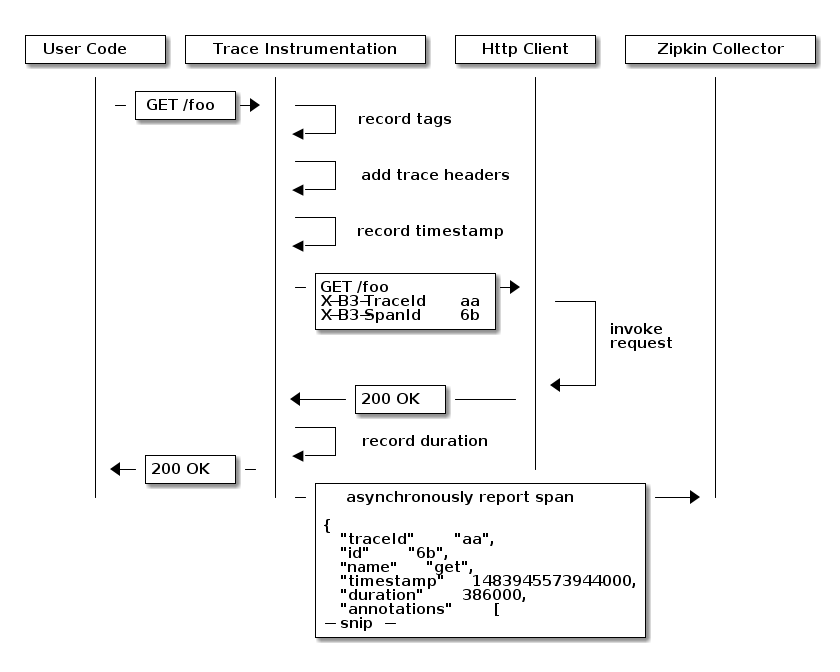 User Code
Trace Instrumentation
Http Client
Zipkin Collector
GET /foo
record tags
add trace headers
record timestamp
GET /foo
X-B3-TraceId aa
X-B3-SpanId 6b
invoke
request
200 OK
record duration
200 OK
asynchronously report span
{
"traceId" "aa",
"id" "6b",
"name" "get",
"timestamp" 1483945573944000,
"duration" 386000,
"annotations" [
— snip —